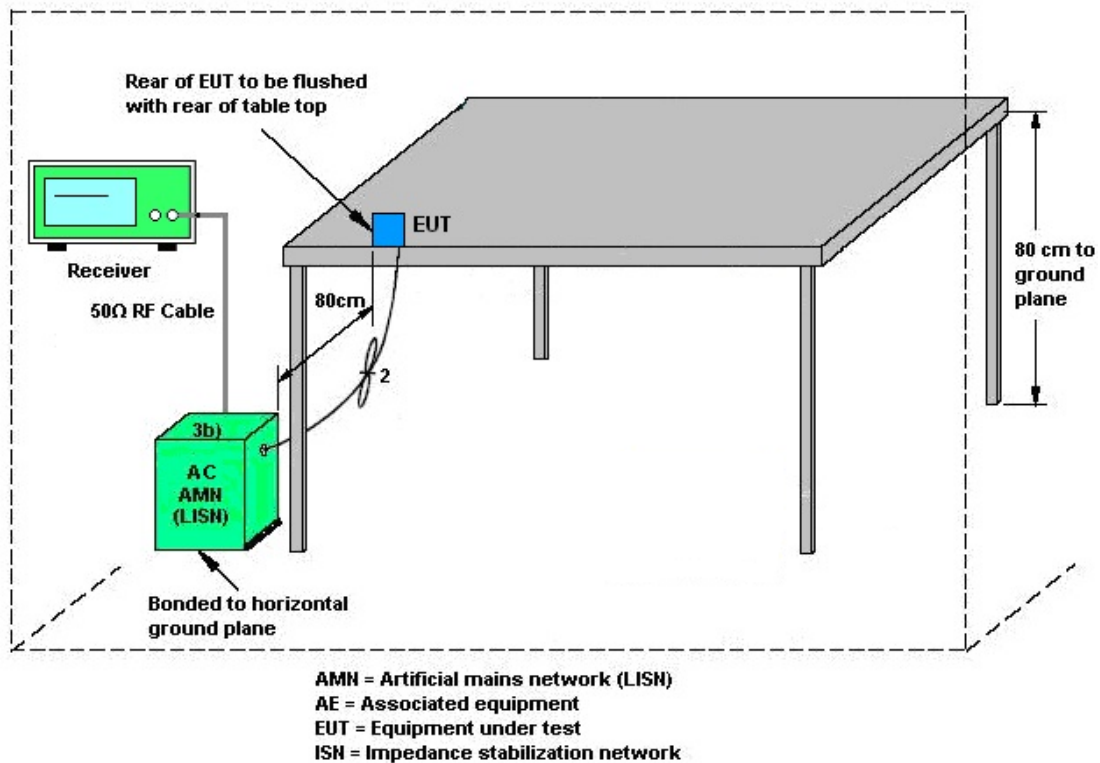 Rear of EUT to be flushed
with rear of table top
EUT
Receiver
50Ω RF Cable
80cm
80 cm to
ground
plane
2
3b)
AC
AMN
(LISN)
Bonded to horizontal
ground plane
AMN = Artificial mains network (LISN)
AE = Associated equipment
EUT = Equipment under test
ISN = Impedance stabilization network